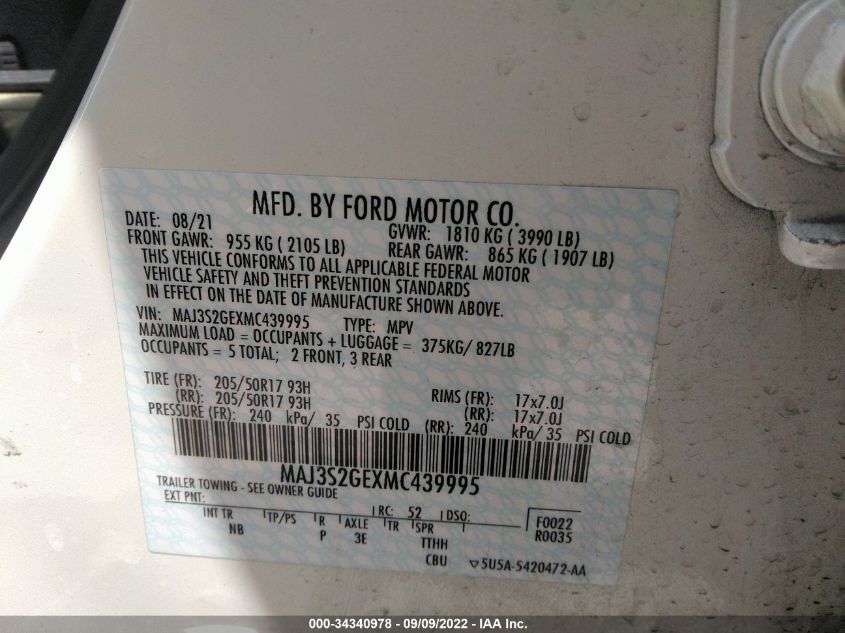 MFD. BY FORD MOTOR CO.
DATE: 08/21 GVWR: 1810 KG ( 3990 LB)
FRONT GAWR: 955 KG ( 2105 LB) REAR GAWR: 865 KG ( 1907 LB)
THIS VEHICLE CONFORMS TO ALL APPLICABLE FEDERAL MOTOR
VEHICLE SAFETY AND THEFT PREVENTION STANDARDS
IN EFFECT ON THE DATE OF MANUFACTURE SHOWN ABOVE.
VIN: MAJ3S2GEXMC439995 TYPE: MPV
MAXIMUM LOAD = OCCUPANTS + LUGGAGE = 375KG/ 827LB
OCCUPANTS = 5 TOTAL; 2 FRONT, 3 REAR
TIRE (FR): 205/50R17 93H RIMS (FR): 17x7.0J
(RR): 205/50R17 93H (RR): 17x7.0J
PRESSURE (FR): 240 kPa/ 35 PSI COLD (RR): 240 kPa/ 35 PSI COLD
MAJ3S2GEXMC439995
TRAILER TOWING - SEE OWNER GUIDE
EXT PNT: RC: 52 DSO: F0022
INT TR TP/PS R AXLE TR SPR R0035
NB P 3E TTHH
CBU 5U5A-5420472-AA
000-34340978 - 09/09/2022 - IAA Inc.